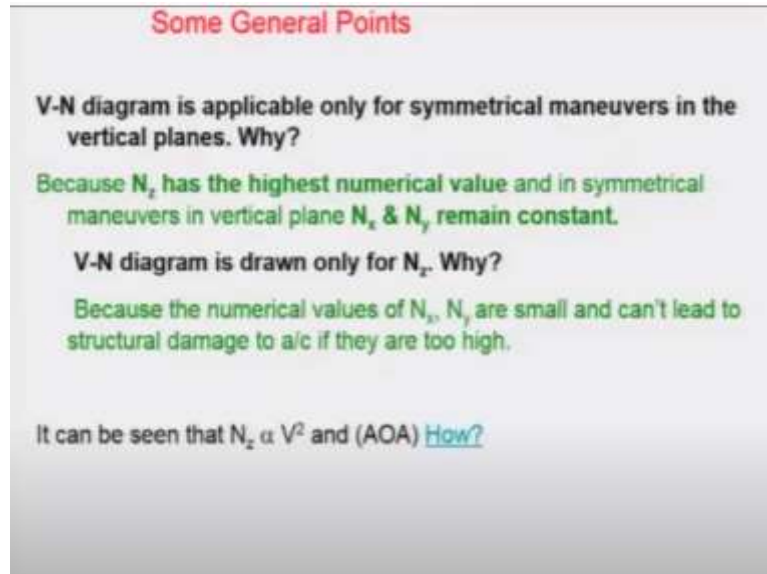 Some General Points
V-N diagram is applicable only for symmetrical maneuvers in the
vertical planes. Why?
Because N_z has the highest numerical value and in symmetrical
maneuvers in vertical plane N_x & N_y remain constant.
V-N diagram is drawn only for N_z. Why?
Because the numerical values of N_x, N_y are small and can't lead to
structural damage to a/c if they are too high.
It can be seen that N_z α V² and (AOA) How?